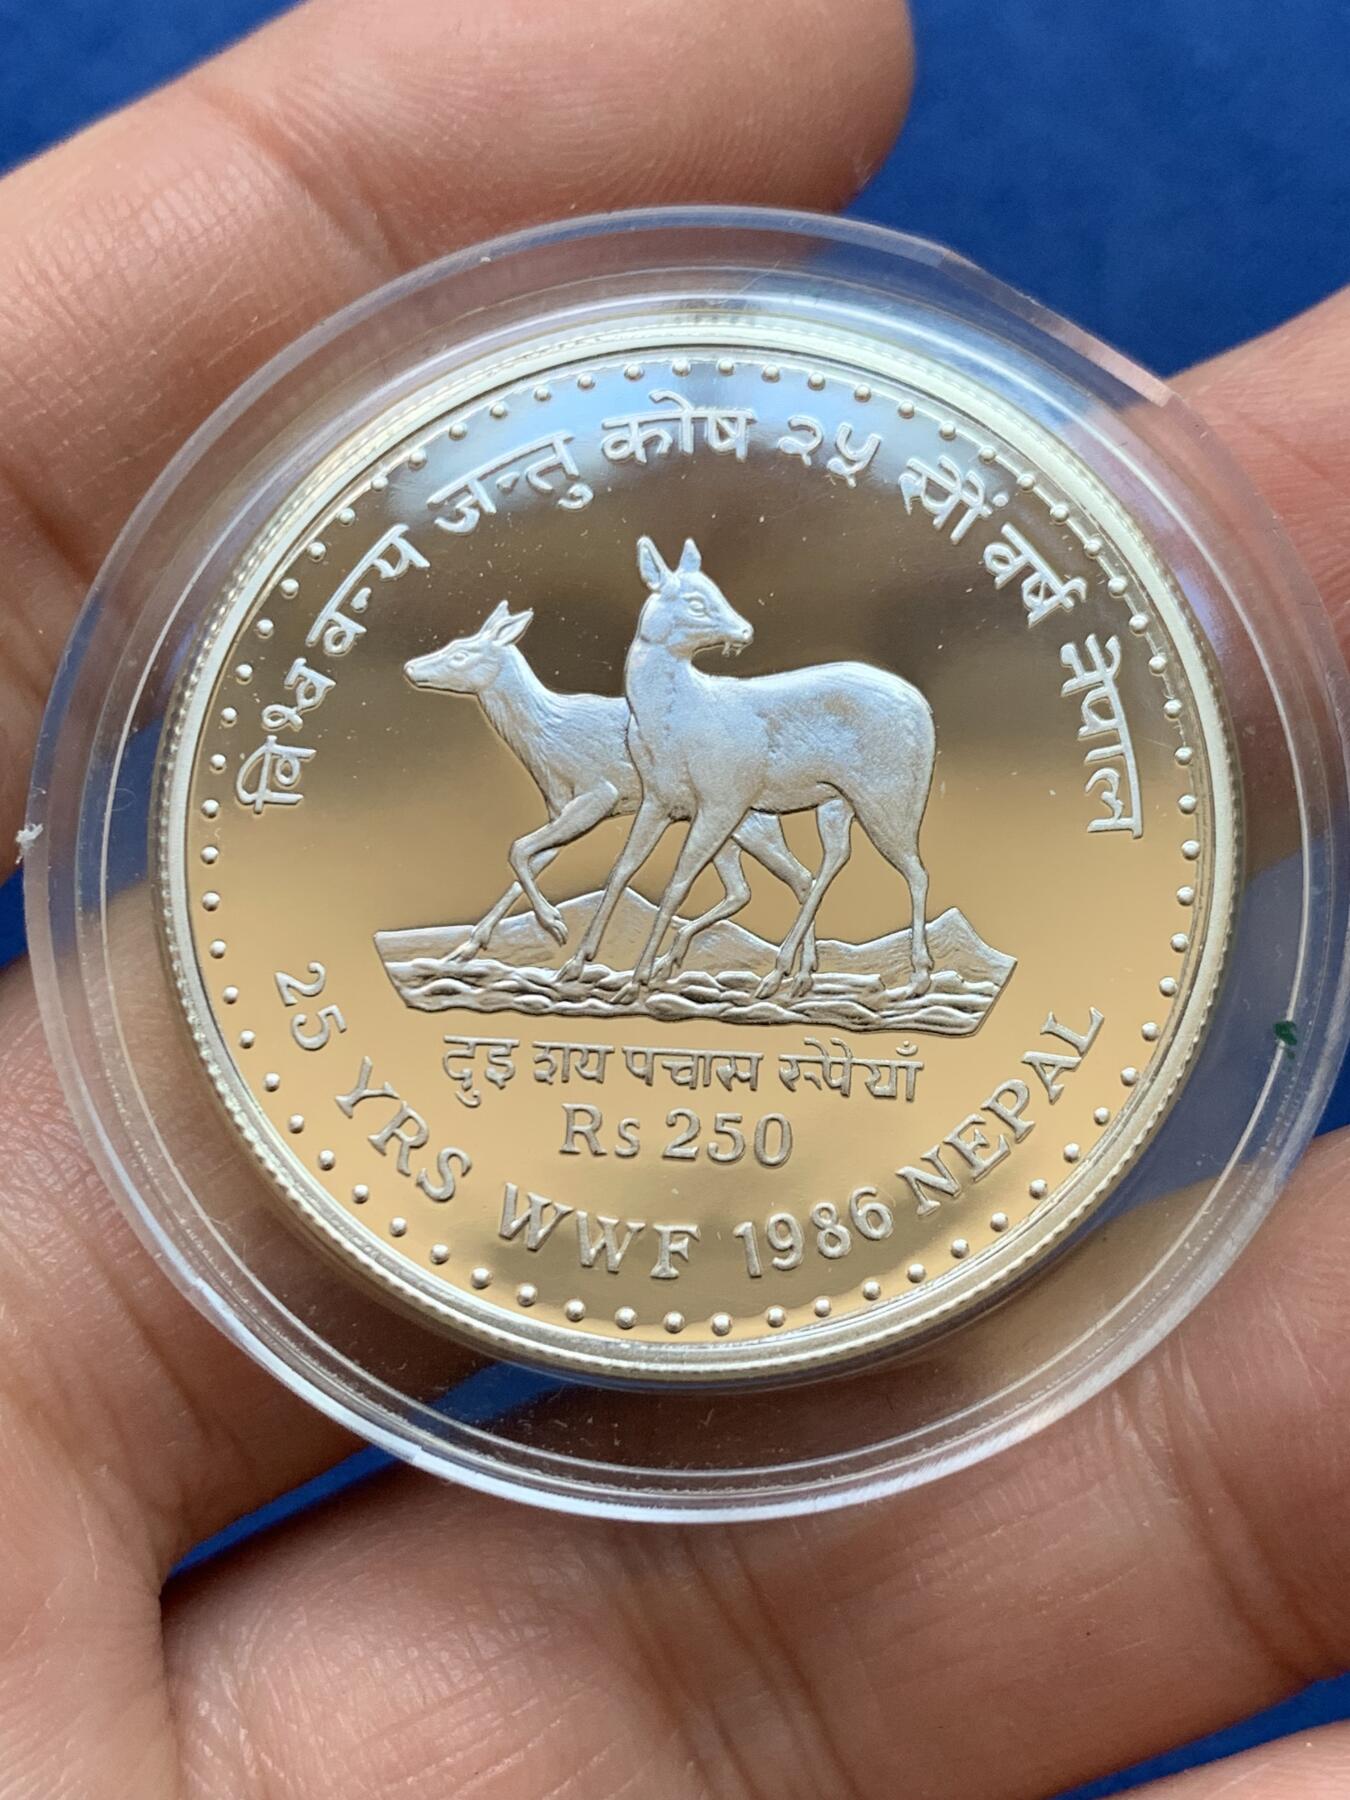 विश्व वन्य जन्तु कोष २५ औं वर्ष नेपाल
दुइ शय पचास रुपैयाँ
Rs 250
25 YRS WWF 1986 NEPAL